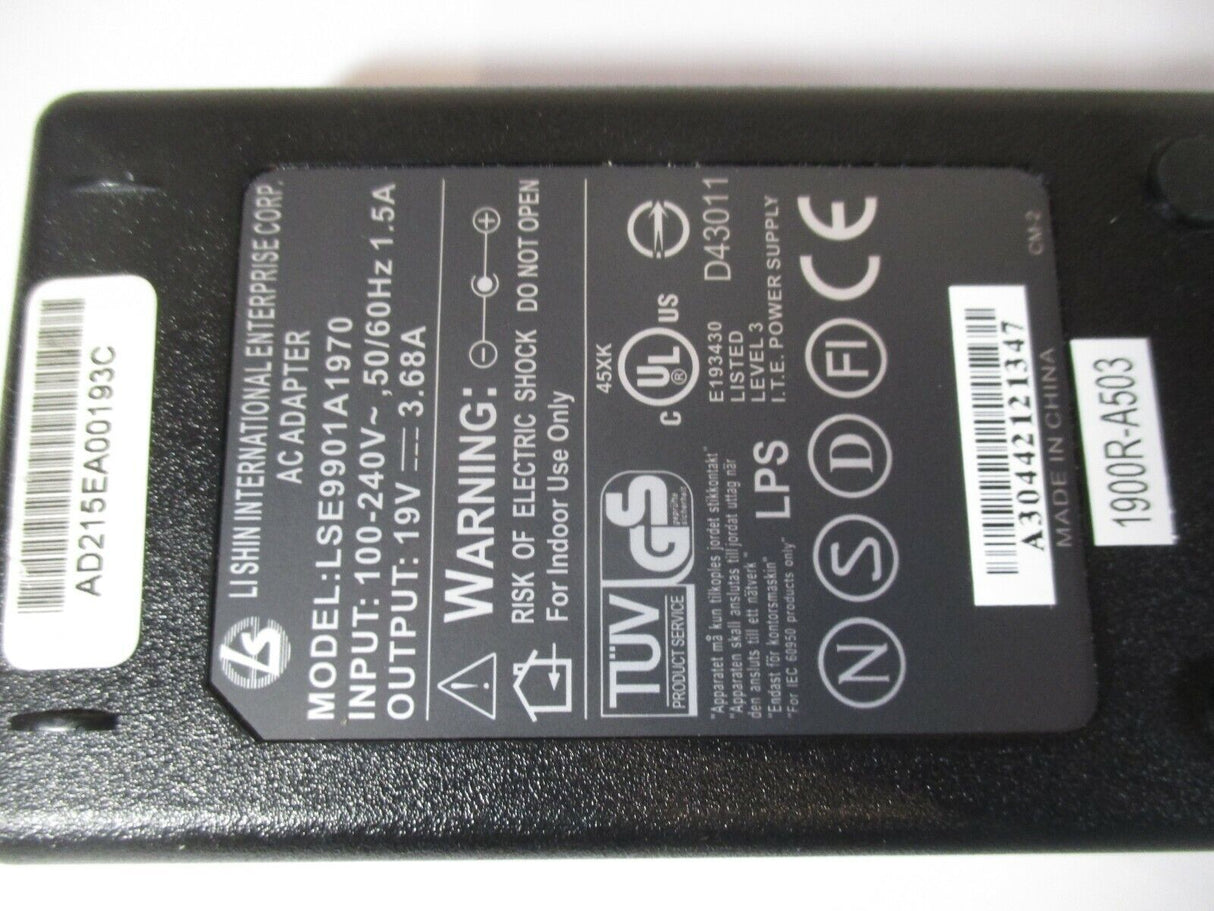 AD215EA00193C
LS
LI SHIN INTERNATIONAL ENTERPRISE CORP.
AC ADAPTER
MODEL:LSE9901A1970
INPUT: 100-240V~ ,50/60Hz 1.5A
OUTPUT: 19V 3.68A
WARNING:
RISK OF ELECTRIC SHOCK DO NOT OPEN
For Indoor Use Only
TÜV
PRODUCT SERVICE
GS
geprüfte
Sicherheit
45XK
C UL US
®
E193430
LISTED
LEVEL 3
I.T.E. POWER SUPPLY
D43011
"Apparatet må kun tilkoples jordet stikkontakt"
"Apparaten skall anslutas till jordat uttag när
den ansluts till ett nätverk"
"Endast för kontorsmaskin"
"For IEC 60950 products only"
LPS
N S D FI CE
A30442121347
MADE IN CHINA
CM-2
1900R-A503